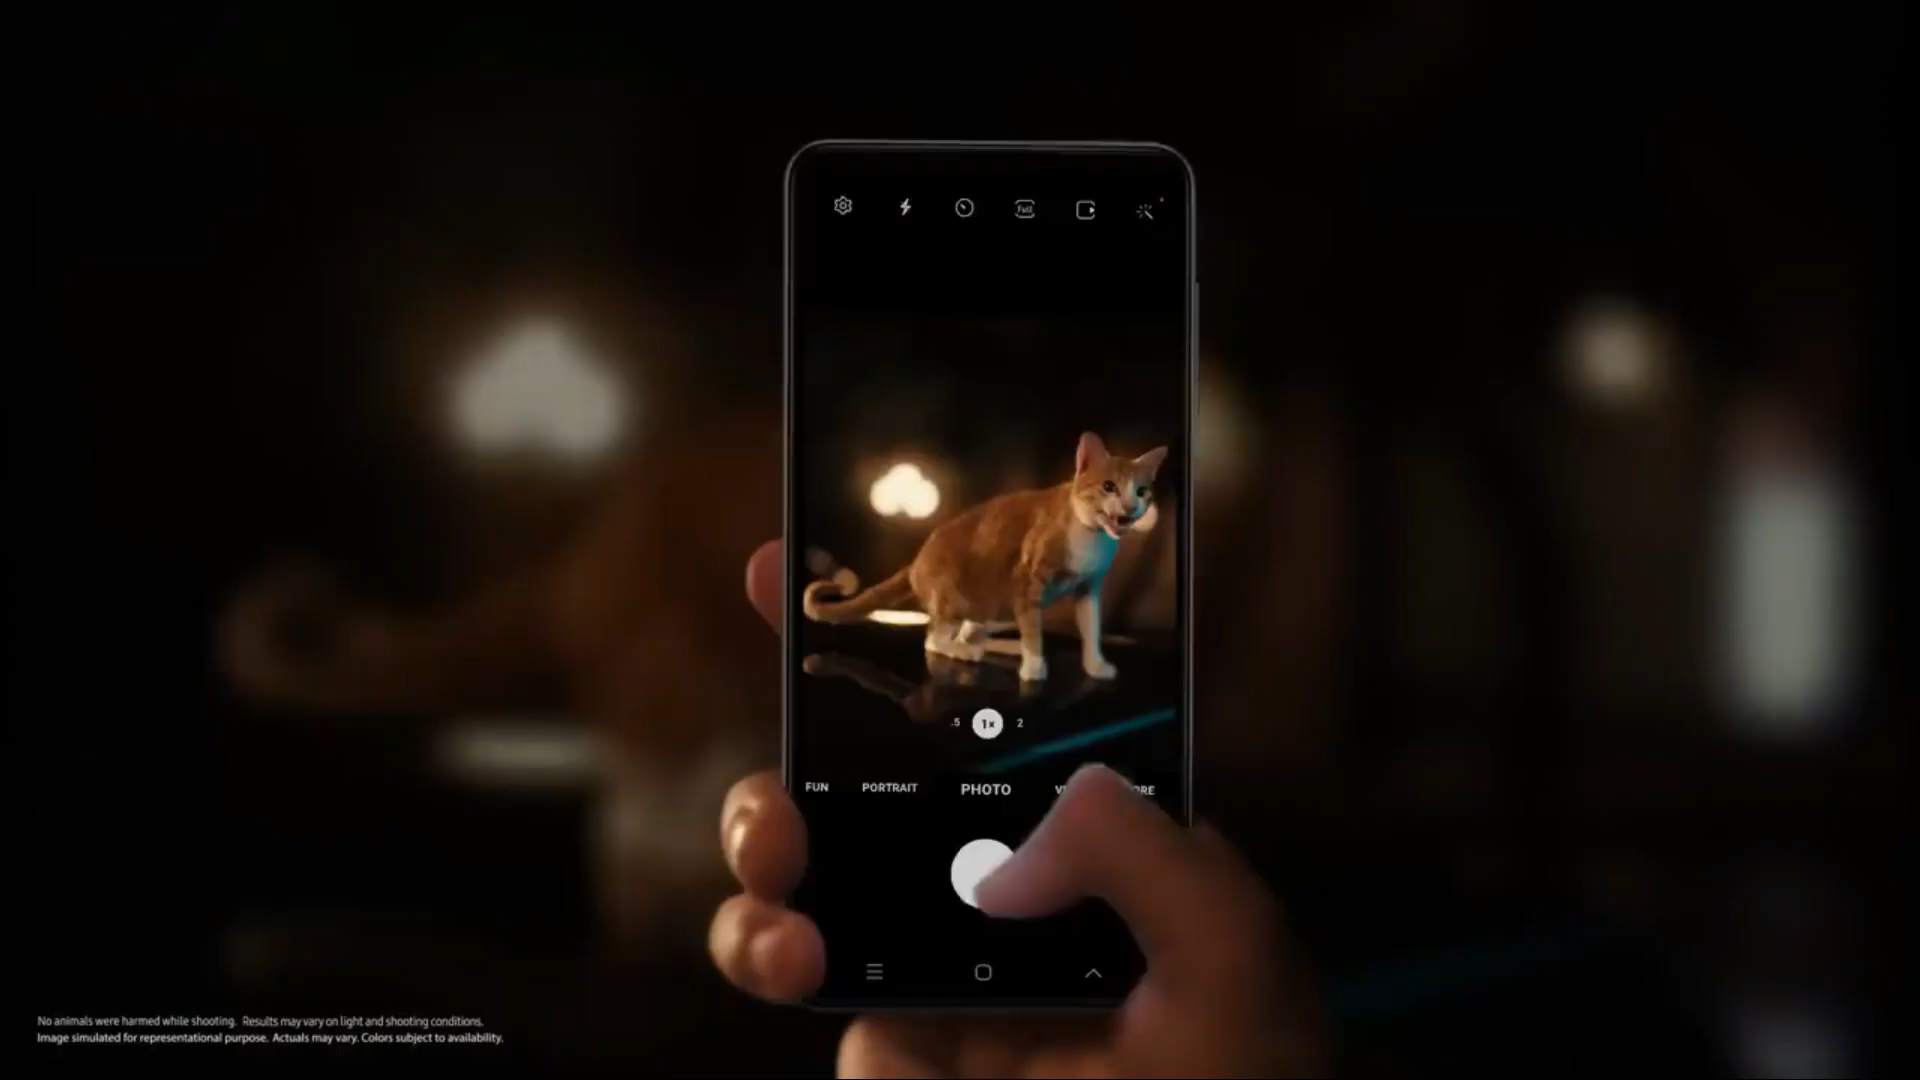 Full
.5 1x 2
FUN PORTRAIT PHOTO
No animals were harmed while shooting. Results may vary on light and shooting conditions.
Image simulated for representational purpose. Actuals may vary. Colors subject to availability.